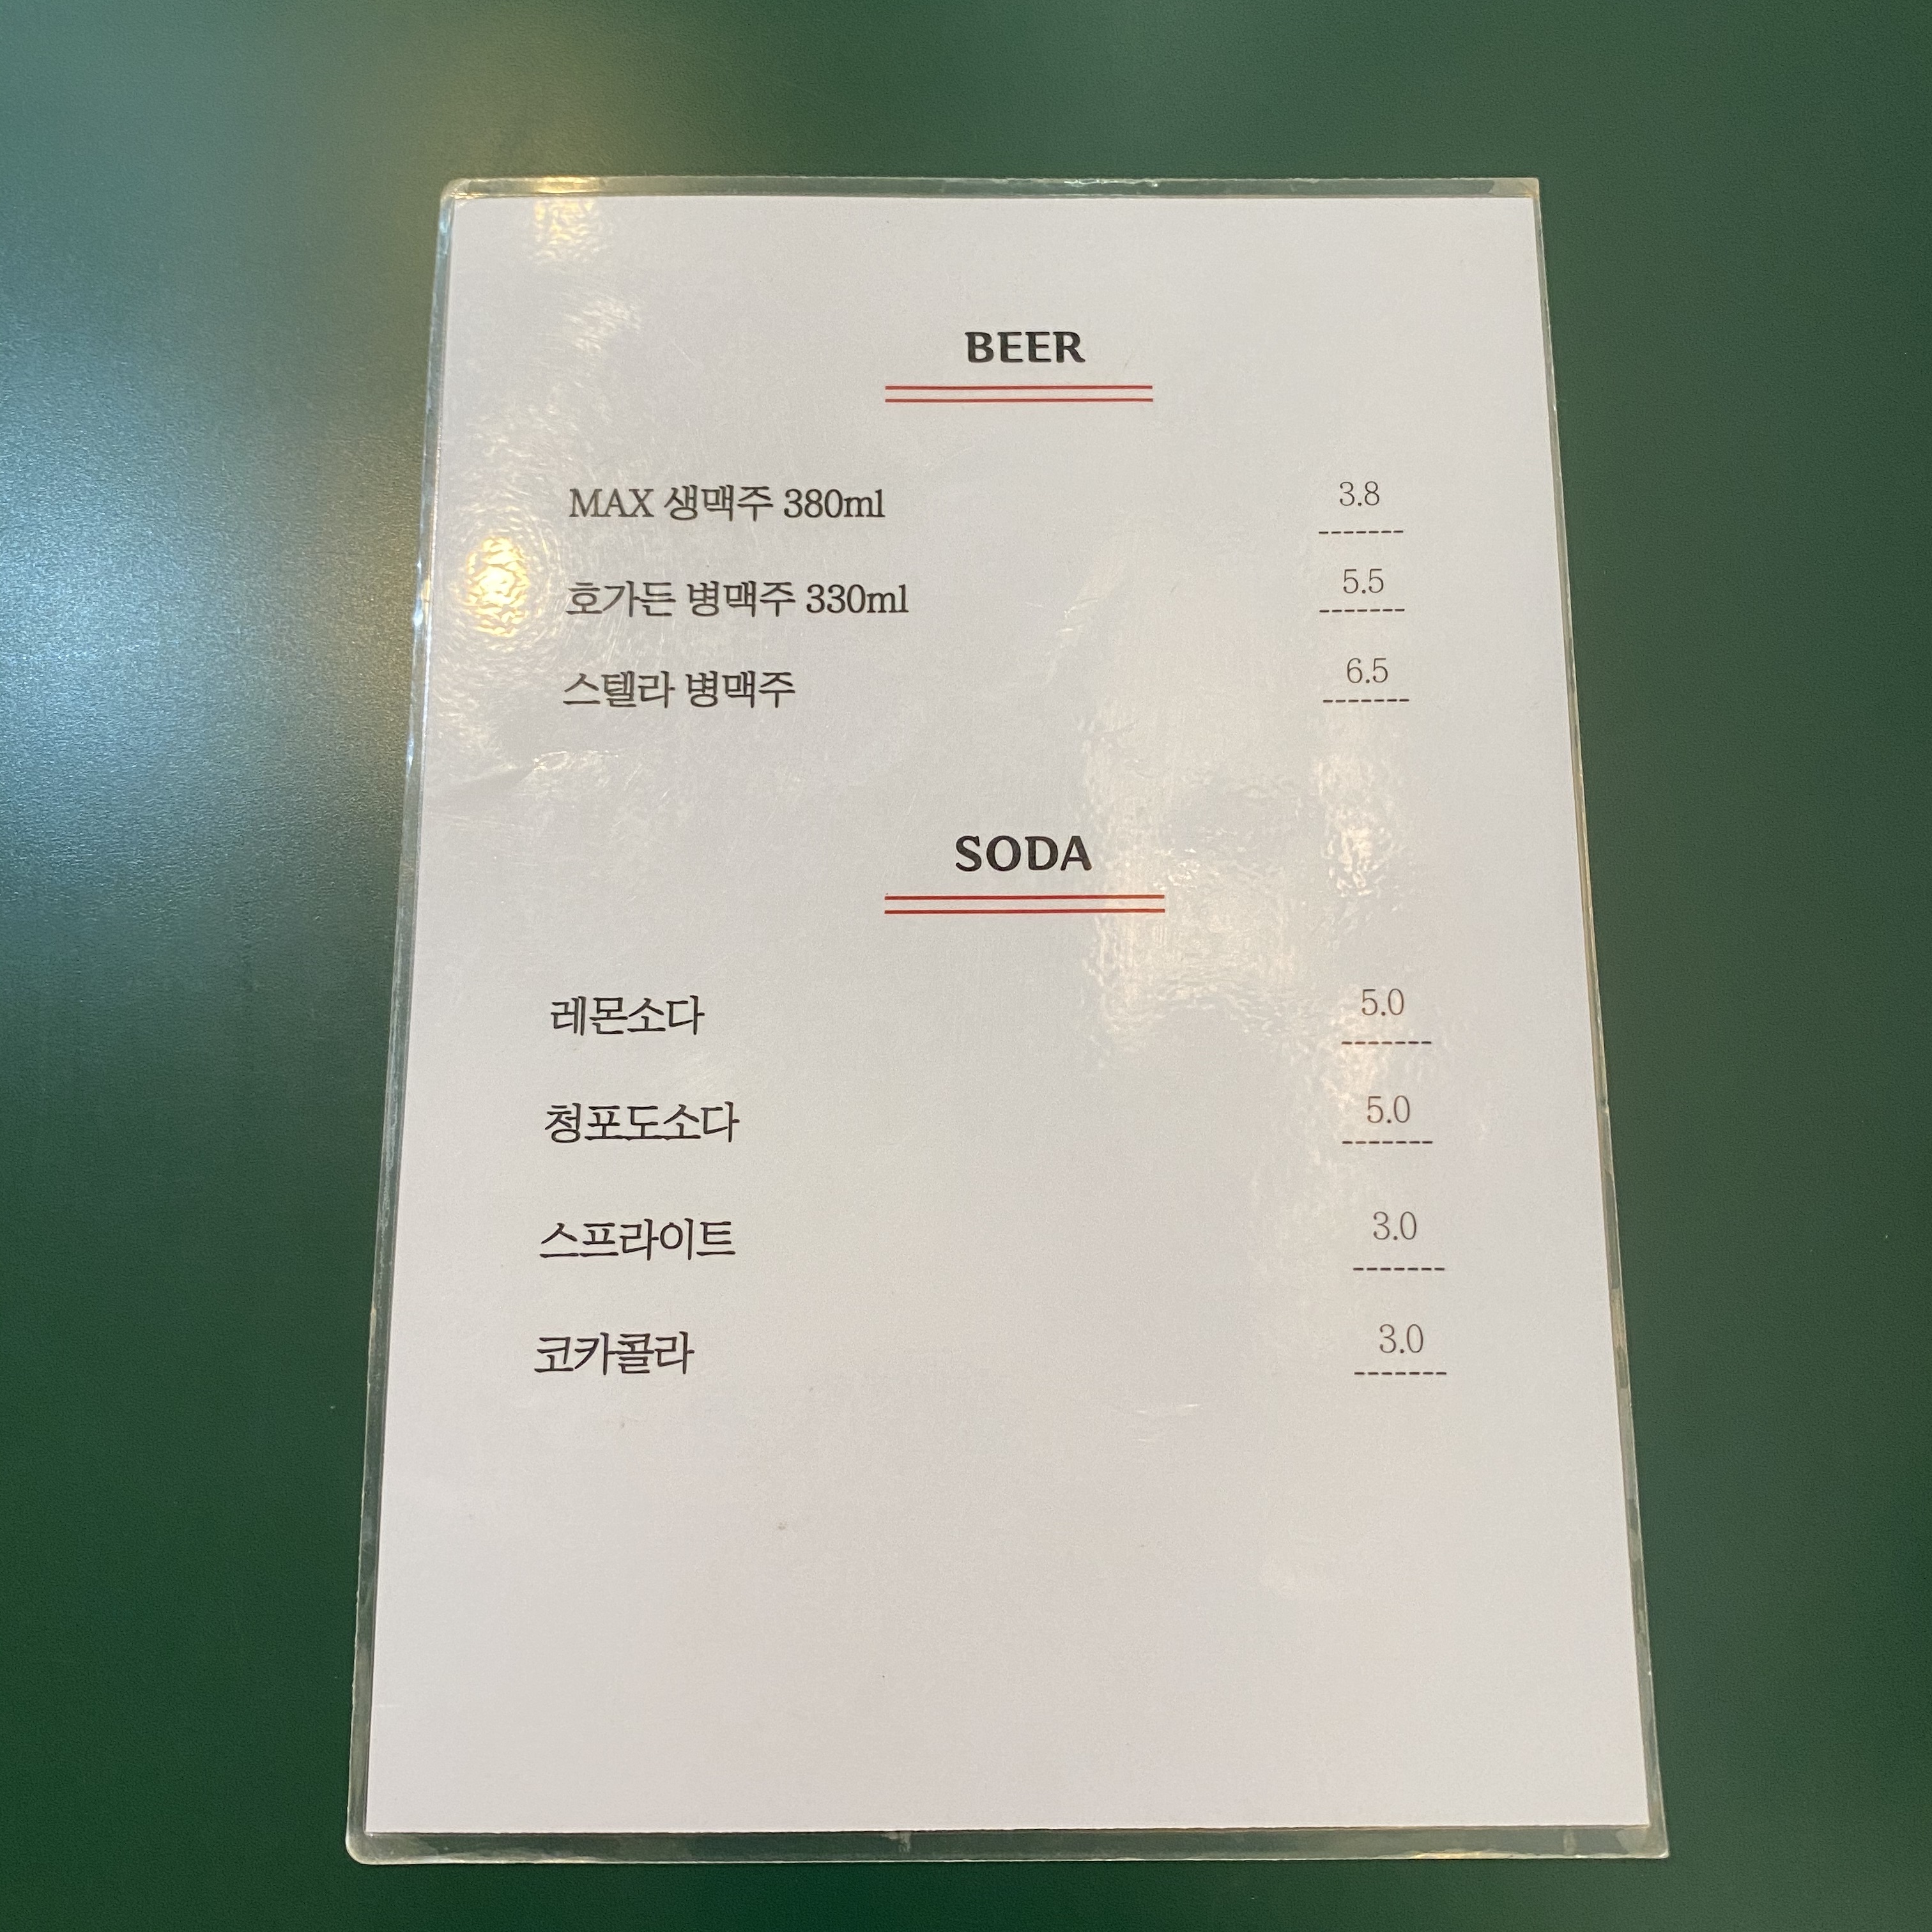 BEER
MAX 생맥주 380ml 3.8
호가든 병맥주 330ml 5.5
스텔라 병맥주 6.5
SODA
레몬소다 5.0
청포도소다 5.0
스프라이트 3.0
코카콜라 3.0